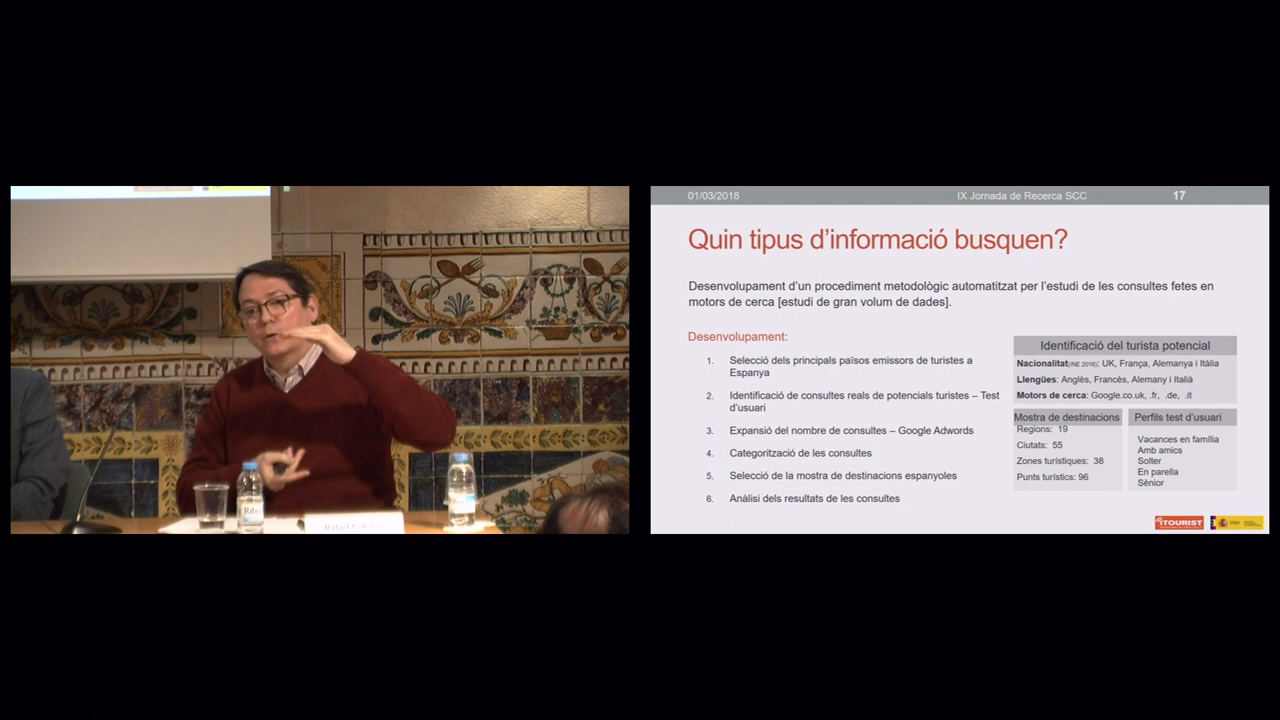 01/03/2018
IX Jornada de Recerca SCC
17
Quin tipus d'informació busquen?
Desenvolupament d'un procediment metodològic automatitzat per l'estudi de les consultes fetes en
motors de cerca [estudi de gran volum de dades].
Desenvolupament:
1. Selecció dels principals països emissors de turistes a
Espanya
2. Identificació de consultes reals de potencials turistes – Test
d'usuari
3. Expansió del nombre de consultes – Google Adwords
4. Categorització de les consultes
5. Selecció de la mostra de destinacions espanyoles
6. Anàlisi dels resultats de les consultes
Identificació del turista potencial
Nacionalitat(INE 2016): UK, França, Alemanya i Itàlia
Llengües: Anglès, Francès, Alemany i Italià
Motors de cerca: Google.co.uk, .fr, .de, .it
Mostra de destinacions
Regions: 19
Ciutats: 55
Zones turístiques: 38
Punts turístics: 96
Perfils test d'usuari
Vacances en família
Amb amics
Solter
En parella
Sènior
iTOURIST